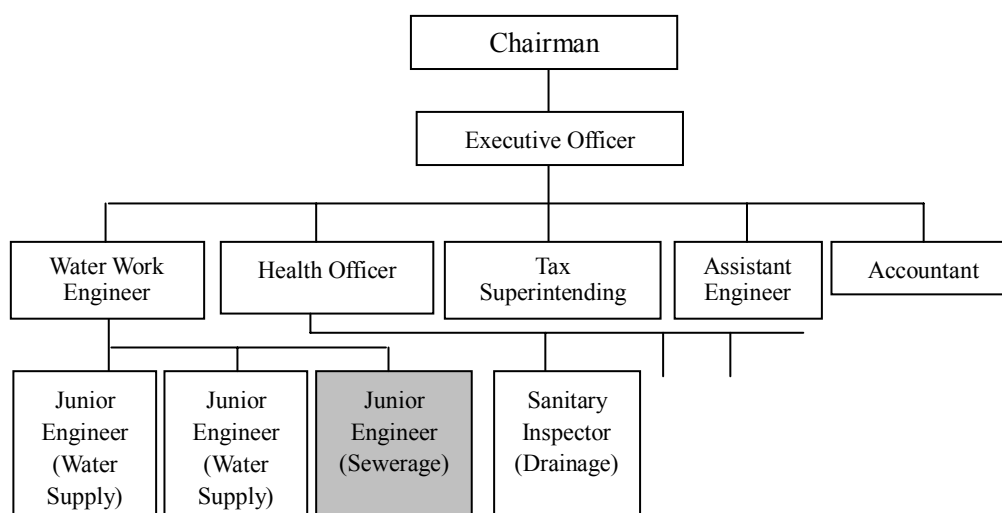 Chairman
Executive Officer
Water Work
Engineer
Health Officer
Tax
Superintending
Assistant
Engineer
Accountant
Junior
Engineer
(Water
Supply)
Junior
Engineer
(Water
Supply)
Junior
Engineer
(Sewerage)
Sanitary
Inspector
(Drainage)